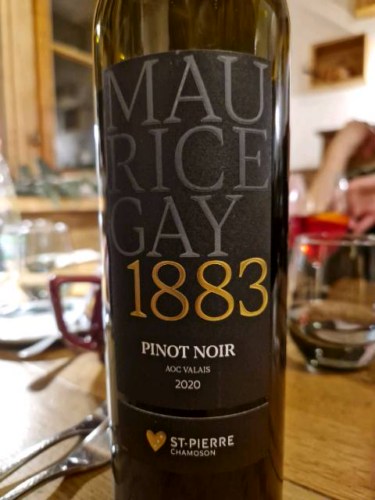 MAU
RICE
GAY
1883
PINOT NOIR
AOC VALAIS
2020
ST-PIERRE
CHAMOSON